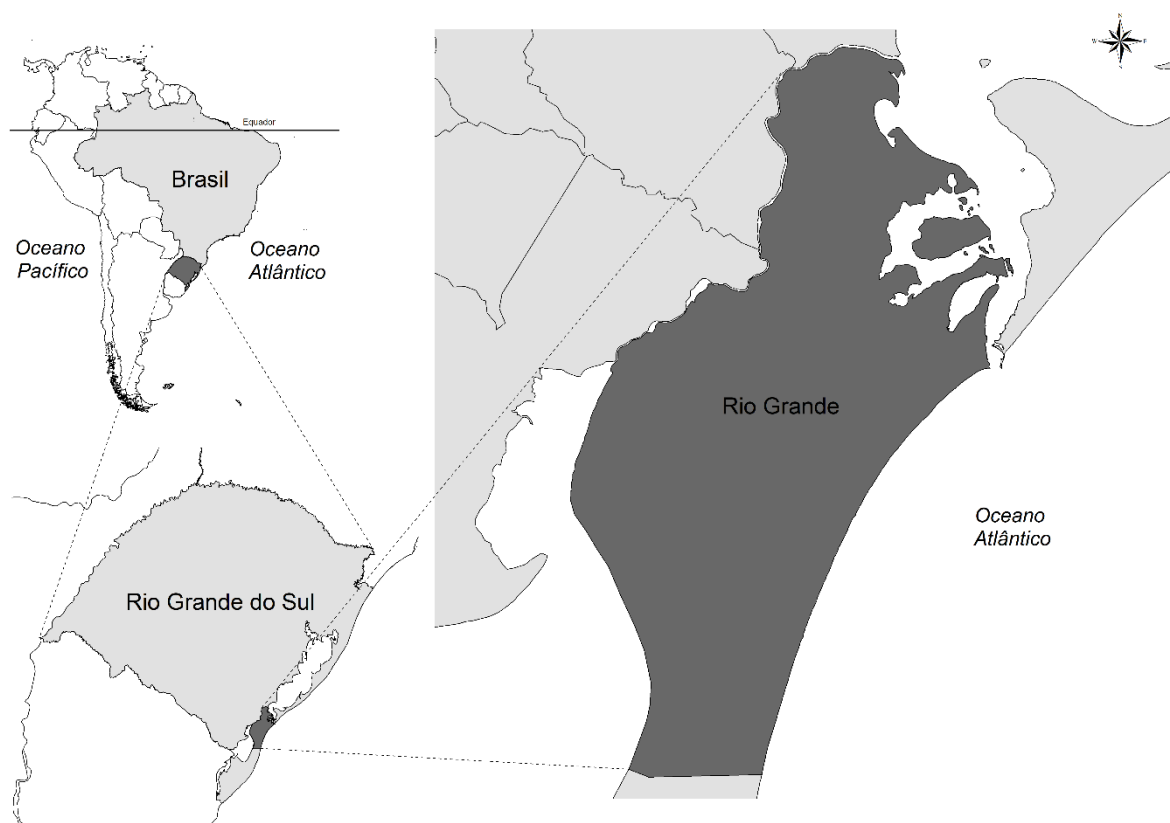 Equador
Brasil
Oceano
Pacífico
Oceano
Atlântico
Rio Grande do Sul
Rio Grande
Oceano
Atlântico
N
W